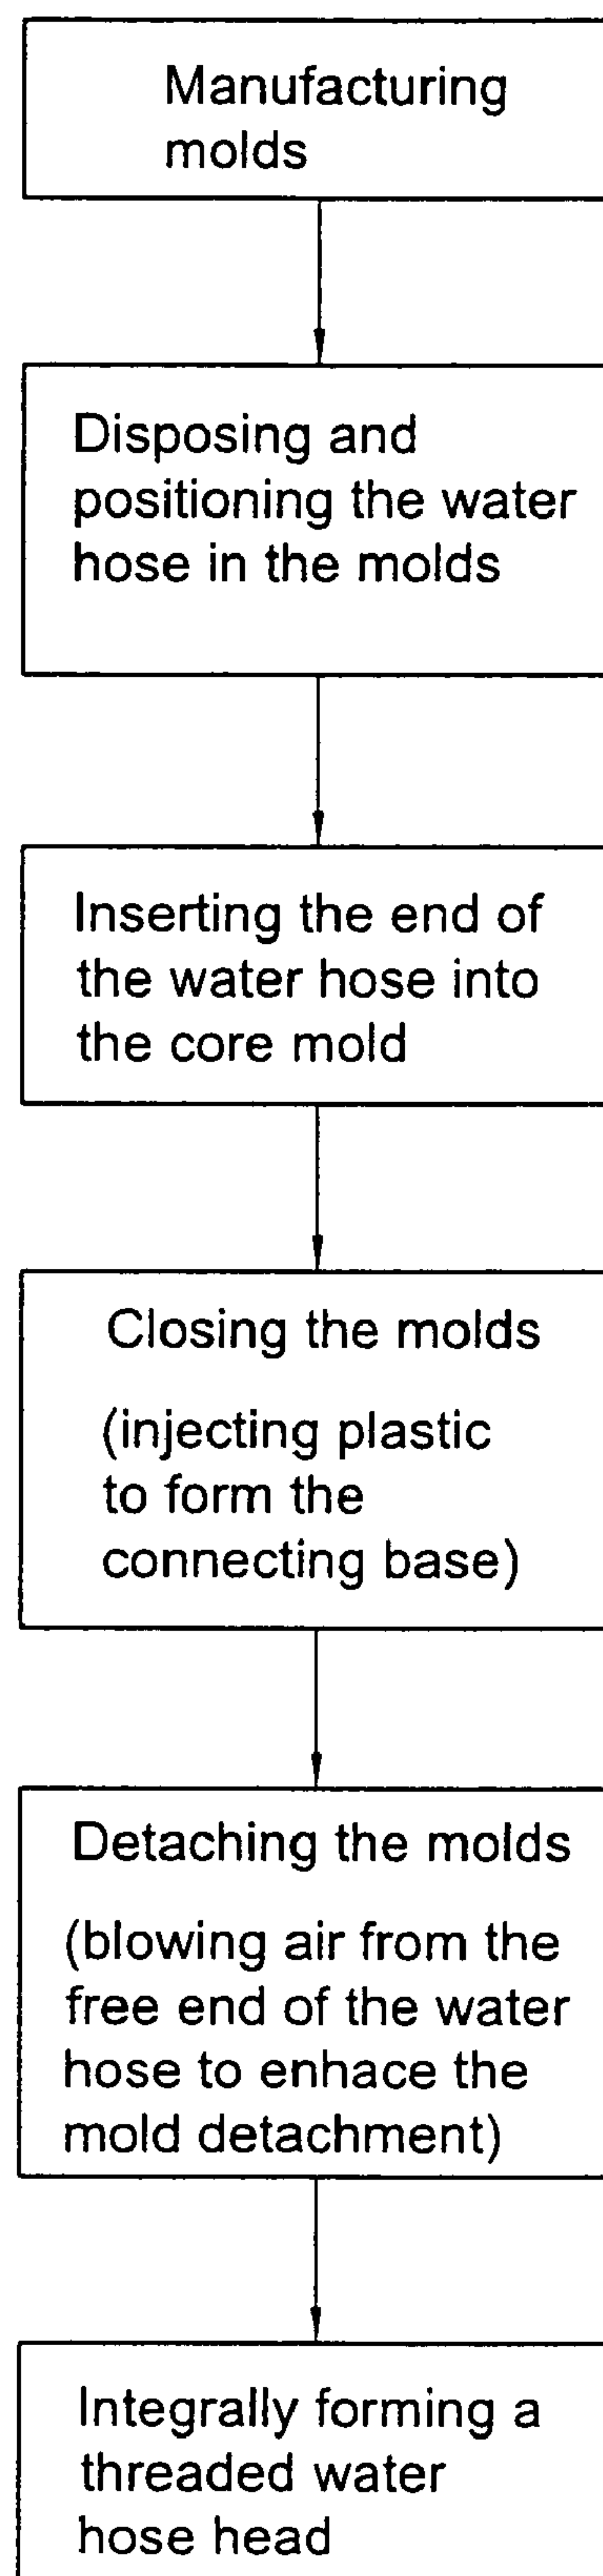 Manufacturing
molds
Disposing and
positioning the water
hose in the molds
Inserting the end of
the water hose into
the core mold
Closing the molds
(injecting plastic
to form the
connecting base)
Detaching the molds
(blowing air from the
free end of the water
hose to enhace the
mold detachment)
Integrally forming a
threaded water
hose head